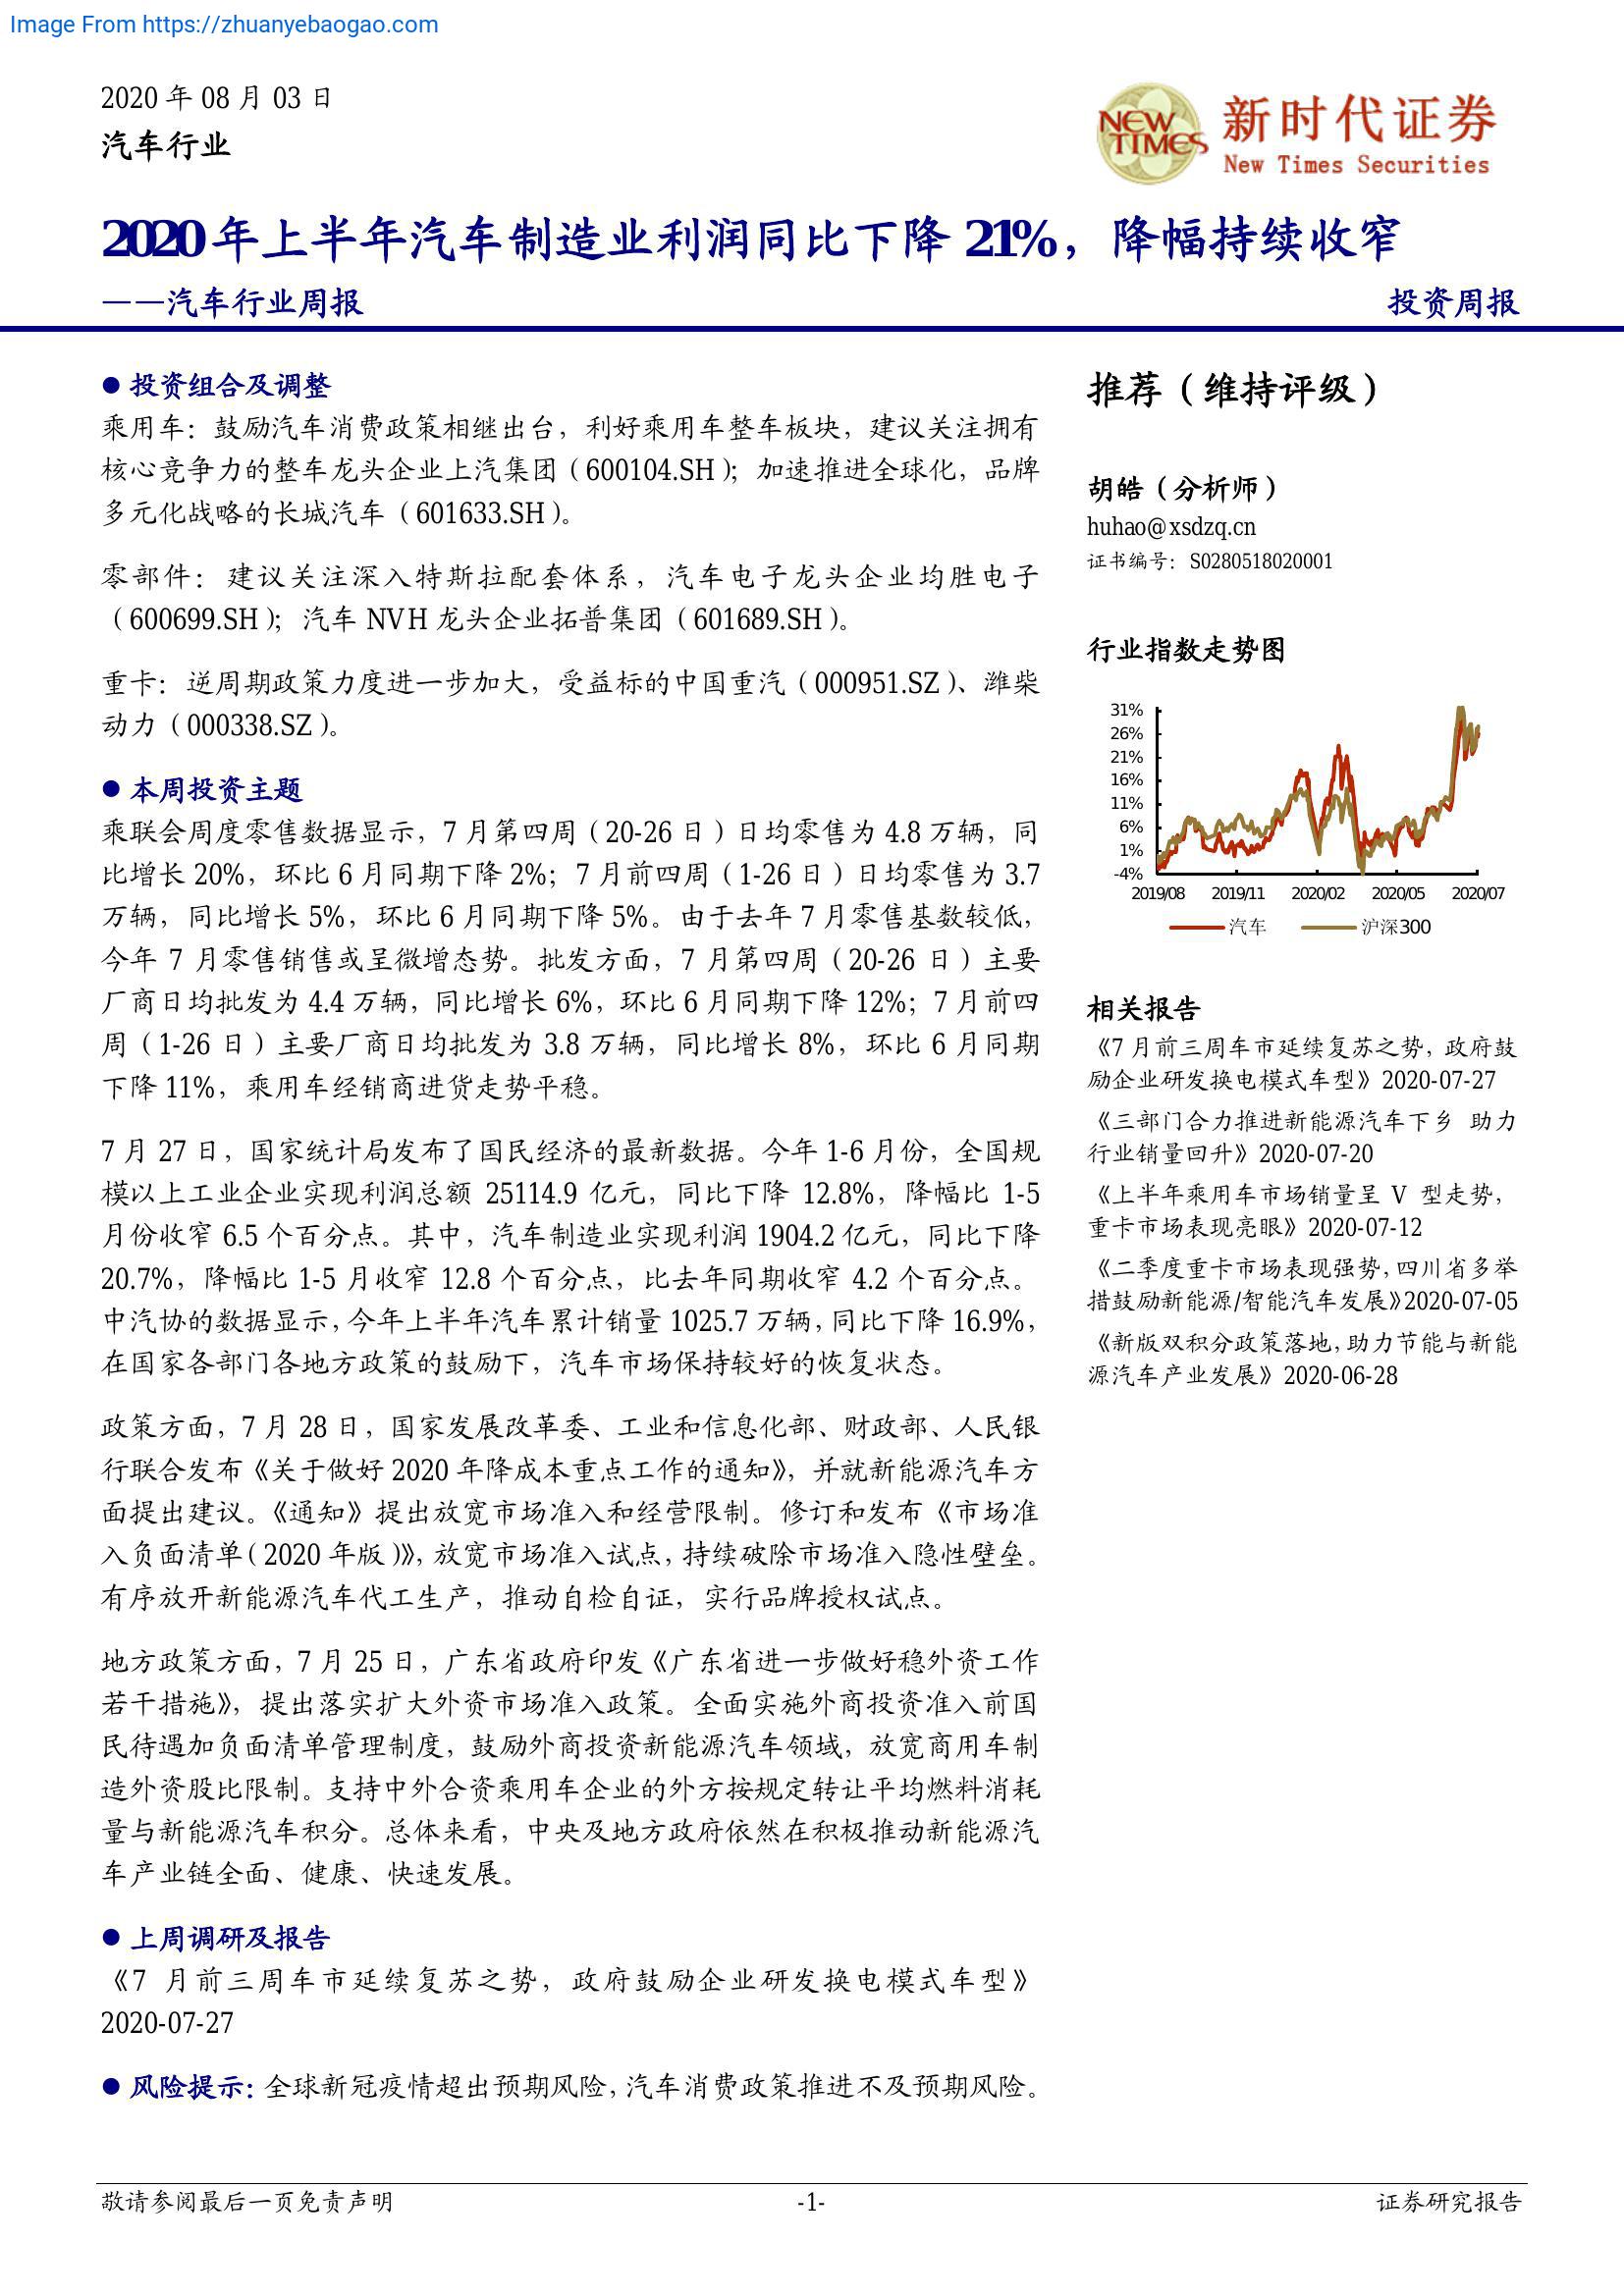 Image From https://zhuanyebaogao.com
2020 年 08 月 03 日
汽车行业
NEW TIMES
新时代证券
New Times Securities
2020 年上半年汽车制造业利润同比下降 21%，降幅持续收窄
——汽车行业周报
投资周报
● 投资组合及调整
乘用车：鼓励汽车消费政策相继出台，利好乘用车整车板块，建议关注拥有
核心竞争力的整车龙头企业上汽集团（600104.SH）；加速推进全球化，品牌
多元化战略的长城汽车（601633.SH）。
零部件：建议关注深入特斯拉配套体系，汽车电子龙头企业均胜电子
（600699.SH）；汽车 NVH 龙头企业拓普集团（601689.SH）。
重卡：逆周期政策力度进一步加大，受益标的中国重汽（000951.SZ）、潍柴
动力（000338.SZ）。
● 本周投资主题
乘联会周度零售数据显示，7 月第四周（20-26 日）日均零售为 4.8 万辆，同
比增长 20%，环比 6 月同期下降 2%；7 月前四周（1-26 日）日均零售为 3.7
万辆，同比增长 5%，环比 6 月同期下降 5%。由于去年 7 月零售基数较低，
今年 7 月零售销售或呈微增态势。批发方面，7 月第四周（20-26 日）主要
厂商日均批发为 4.4 万辆，同比增长 6%，环比 6 月同期下降 12%；7 月前四
周（1-26 日）主要厂商日均批发为 3.8 万辆，同比增长 8%，环比 6 月同期
下降 11%，乘用车经销商进货走势平稳。
7 月 27 日，国家统计局发布了国民经济的最新数据。今年 1-6 月份，全国规
模以上工业企业实现利润总额 25114.9 亿元，同比下降 12.8%，降幅比 1-5
月份收窄 6.5 个百分点。其中，汽车制造业实现利润 1904.2 亿元，同比下降
20.7%，降幅比 1-5 月收窄 12.8 个百分点，比去年同期收窄 4.2 个百分点。
中汽协的数据显示，今年上半年汽车累计销量 1025.7 万辆，同比下降 16.9%，
在国家各部门各地方政策的鼓励下，汽车市场保持较好的恢复状态。
政策方面，7 月 28 日，国家发展改革委、工业和信息化部、财政部、人民银
行联合发布《关于做好 2020 年降成本重点工作的通知》，并就新能源汽车方
面提出建议。《通知》提出放宽市场准入和经营限制。修订和发布《市场准
入负面清单（2020 年版）》，放宽市场准入试点，持续破除市场准入隐性壁垒。
有序放开新能源汽车代工生产，推动自检自证，实行品牌授权试点。
地方政策方面，7 月 25 日，广东省政府印发《广东省进一步做好稳外资工作
若干措施》，提出落实扩大外资市场准入政策。全面实施外商投资准入前国
民待遇加负面清单管理制度，鼓励外商投资新能源汽车领域，放宽商用车制
造外资股比限制。支持中外合资乘用车企业的外方按规定转让平均燃料消耗
量与新能源汽车积分。总体来看，中央及地方政府依然在积极推动新能源汽
车产业链全面、健康、快速发展。
● 上周调研及报告
《7 月前三周车市延续复苏之势，政府鼓励企业研发换电模式车型》
2020-07-27
● 风险提示：全球新冠疫情超出预期风险，汽车消费政策推进不及预期风险。
推荐（维持评级）
胡皓（分析师）
huhao@xsdzq.cn
证书编号：S0280518020001
行业指数走势图
31%
26%
21%
16%
11%
6%
1%
-4%
2019/08 2019/11 2020/02 2020/05 2020/07
汽车 沪深300
相关报告
《7 月前三周车市延续复苏之势，政府鼓
励企业研发换电模式车型》2020-07-27
《三部门合力推进新能源汽车下乡 助力
行业销量回升》2020-07-20
《上半年乘用车市场销量呈 V 型走势，
重卡市场表现亮眼》2020-07-12
《二季度重卡市场表现强势，四川省多举
措鼓励新能源/智能汽车发展》2020-07-05
《新版双积分政策落地，助力节能与新能
源汽车产业发展》2020-06-28
敬请参阅最后一页免责声明
-1-
证券研究报告